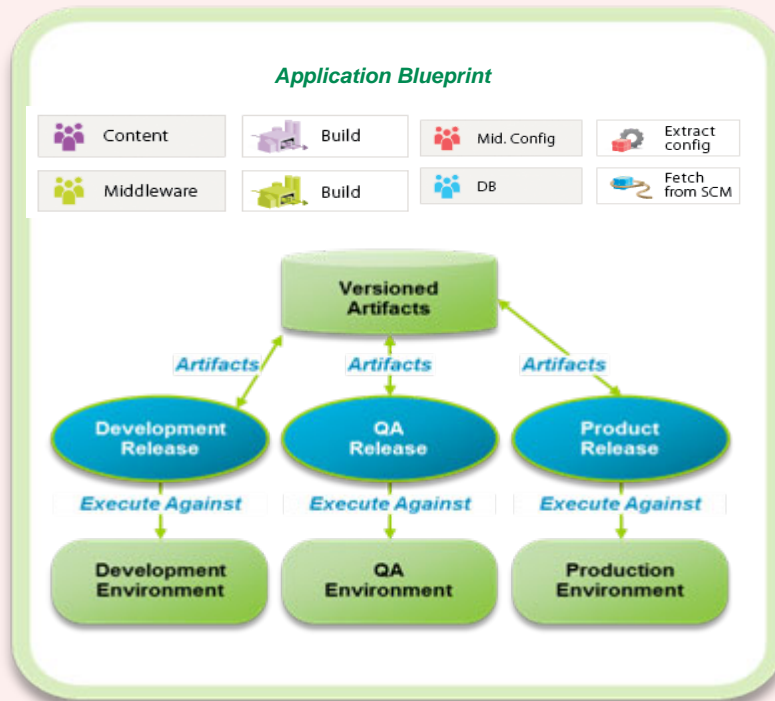 Application Blueprint
Content
Build
Mid. Config
Extract
config
Middleware
Build
DB
Fetch
from SCM
Versioned
Artifacts
Artifacts
Artifacts
Artifacts
Development
Release
QA
Release
Product
Release
Execute Against
Execute Against
Execute Against
Development
Environment
QA
Environment
Production
Environment